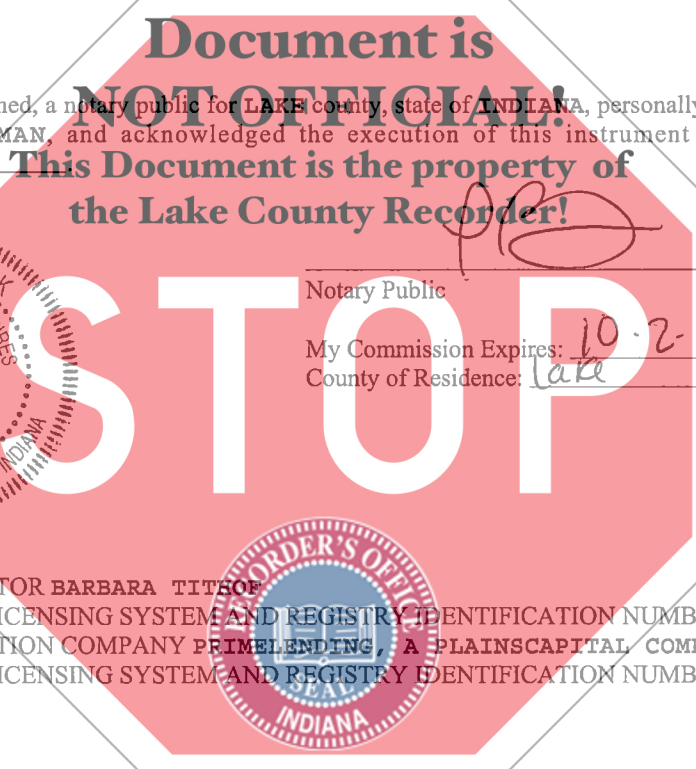 Document is
NOT OFFICIAL!
ned, a notary public for LAKE county, state of INDIANA, personally
MAN, and acknowledged the execution of this instrument
This Document is the property of
the Lake County Recorder!
STOP
Notary Public
My Commission Expires: 10-2-
County of Residence: Lake
INDIANA
TOR BARBARA TITHOF
ICENSING SYSTEM AND REGISTRY IDENTIFICATION NUMB
TION COMPANY PRIMELENDING, A PLAINSCAPITAL COM
ICENSING SYSTEM AND REGISTRY IDENTIFICATION NUMB
RECORDER'S OFFIC
SEAL
INDIANA